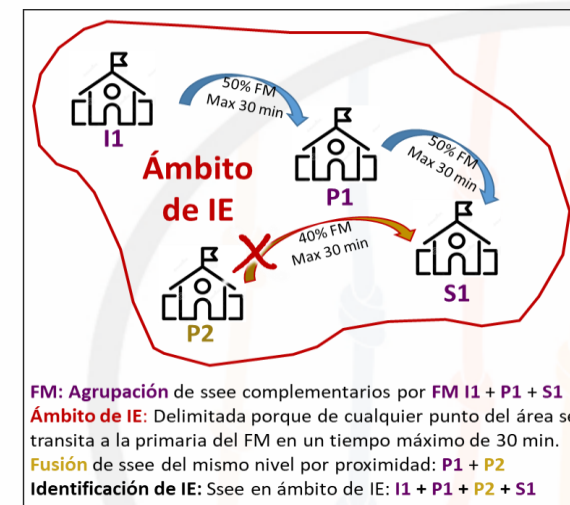 50% FM
Max 30 min
I1
P1
50% FM
Max 30 min
Ámbito
de IE
40% FM
Max 30 min
S1
P2
FM: Agrupación de ssee complementarios por FM I1 + P1 + S1
Ámbito de IE: Delimitada porque de cualquier punto del área se
transita a la primaria del FM en un tiempo máximo de 30 min.
Fusión de ssee del mismo nivel por proximidad: P1 + P2
Identificación de IE: Ssee en ámbito de IE: I1 + P1 + P2 + S1